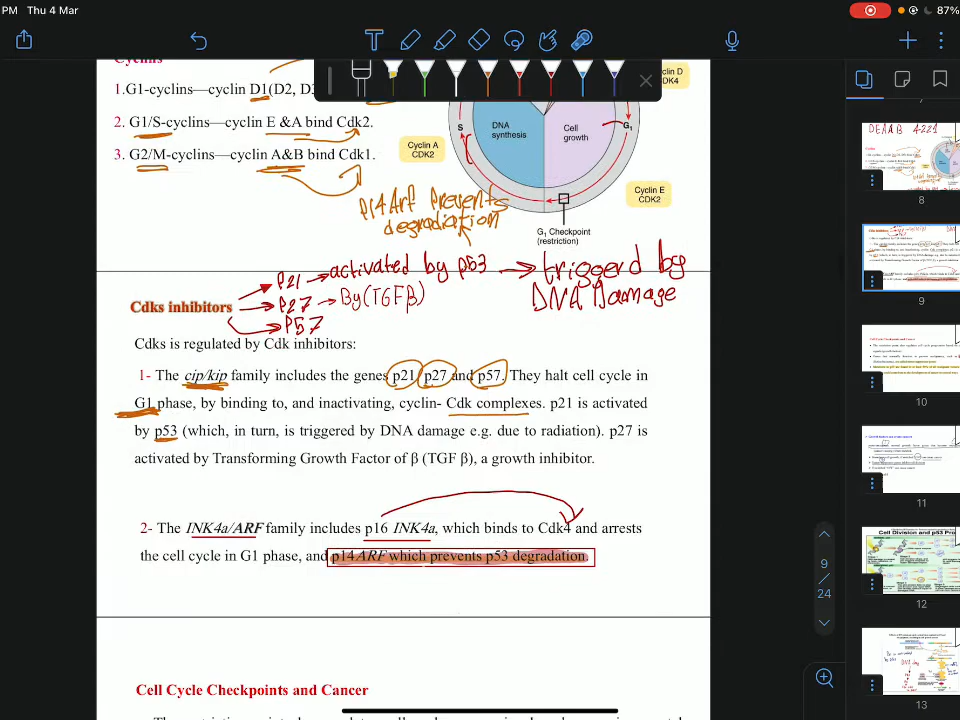 PM Thu 4 Mar
87%
Cyclins
1.G1-cyclins—cyclin D1(D2, D3
2. G1/S-cyclins—cyclin E &A bind Cdk2.
3. G2/M-cyclins—cyclin A&B bind Cdk1.
Cyclin D
CDK4
S
DNA
synthesis
Cell
growth
G1
Cyclin A
CDK2
Cyclin E
CDK2
G1 Checkpoint
(restriction)
P14 Arf Prevents
degradation
P21 → activated by P53 → triggerd by
DNA Damage
P27 → By (TGFβ)
P57
Cdks inhibitors
Cdks is regulated by Cdk inhibitors:
1- The cip/kip family includes the genes p21, p27 and p57. They halt cell cycle in
G1 phase, by binding to, and inactivating, cyclin- Cdk complexes. p21 is activated
by p53 (which, in turn, is triggered by DNA damage e.g. due to radiation). p27 is
activated by Transforming Growth Factor of β (TGF β), a growth inhibitor.
2- The INK4a/ARF family includes p16 INK4a, which binds to Cdk4 and arrests
the cell cycle in G1 phase, and p14ARF which prevents p53 degradation.
Cell Cycle Checkpoints and Cancer
8
9
10
11
12
13
9
24
Cell Division and p53 Pro